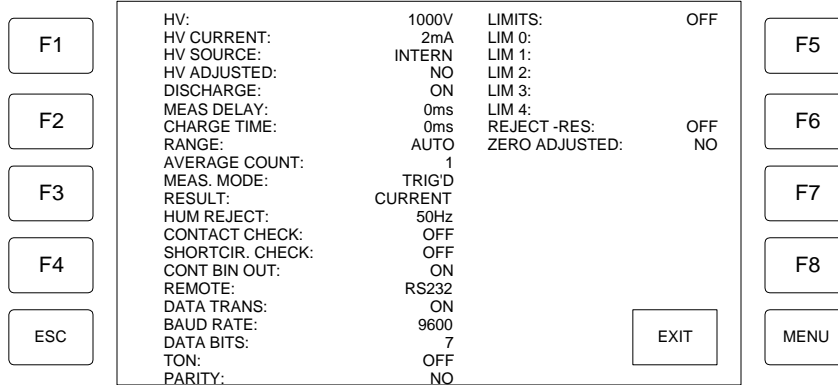 F1
F2
F3
F4
ESC
HV: 1000V
HV CURRENT: 2mA
HV SOURCE: INTERN
HV ADJUSTED: NO
DISCHARGE: ON
MEAS DELAY: 0ms
CHARGE TIME: 0ms
RANGE: AUTO
AVERAGE COUNT: 1
MEAS. MODE: TRIG'D
RESULT: CURRENT
HUM REJECT: 50Hz
CONTACT CHECK: OFF
SHORTCIR. CHECK: OFF
CONT BIN OUT: ON
REMOTE: RS232
DATA TRANS: ON
BAUD RATE: 9600
DATA BITS: 7
TON: OFF
PARITY: NO
LIMITS: OFF
LIM 0:
LIM 1:
LIM 2:
LIM 3:
LIM 4:
REJECT -RES: OFF
ZERO ADJUSTED: NO
EXIT
F5
F6
F7
F8
MENU